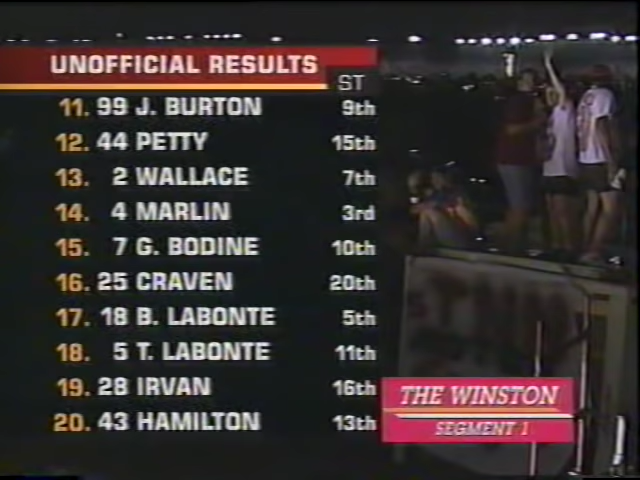 UNOFFICIAL RESULTS
ST
11. 99 J. BURTON 9th
12. 44 PETTY 15th
13. 2 WALLACE 7th
14. 4 MARLIN 3rd
15. 7 G. BODINE 10th
16. 25 CRAVEN 20th
17. 18 B. LABONTE 5th
18. 5 T. LABONTE 11th
19. 28 IRVAN 16th
20. 43 HAMILTON 13th
THE WINSTON
SEGMENT 1